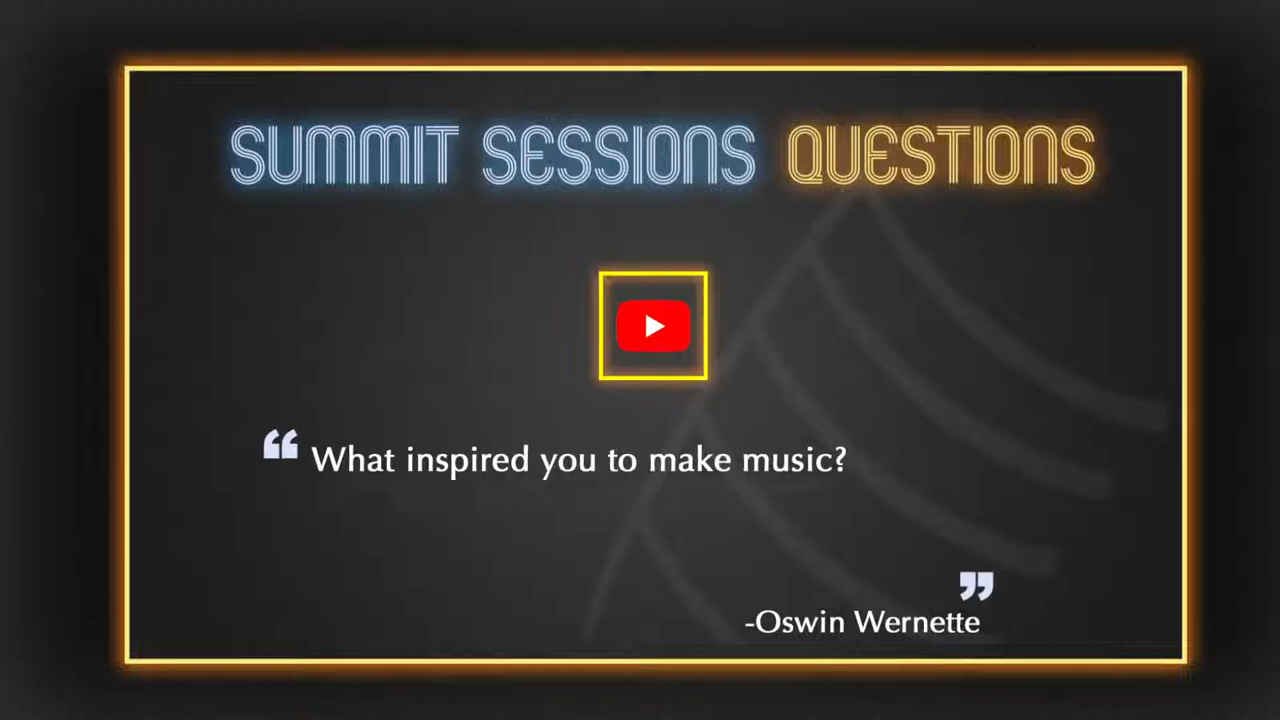 SUMMIT SESSIONS QUESTIONS
“What inspired you to make music?
”
-Oswin Wernette